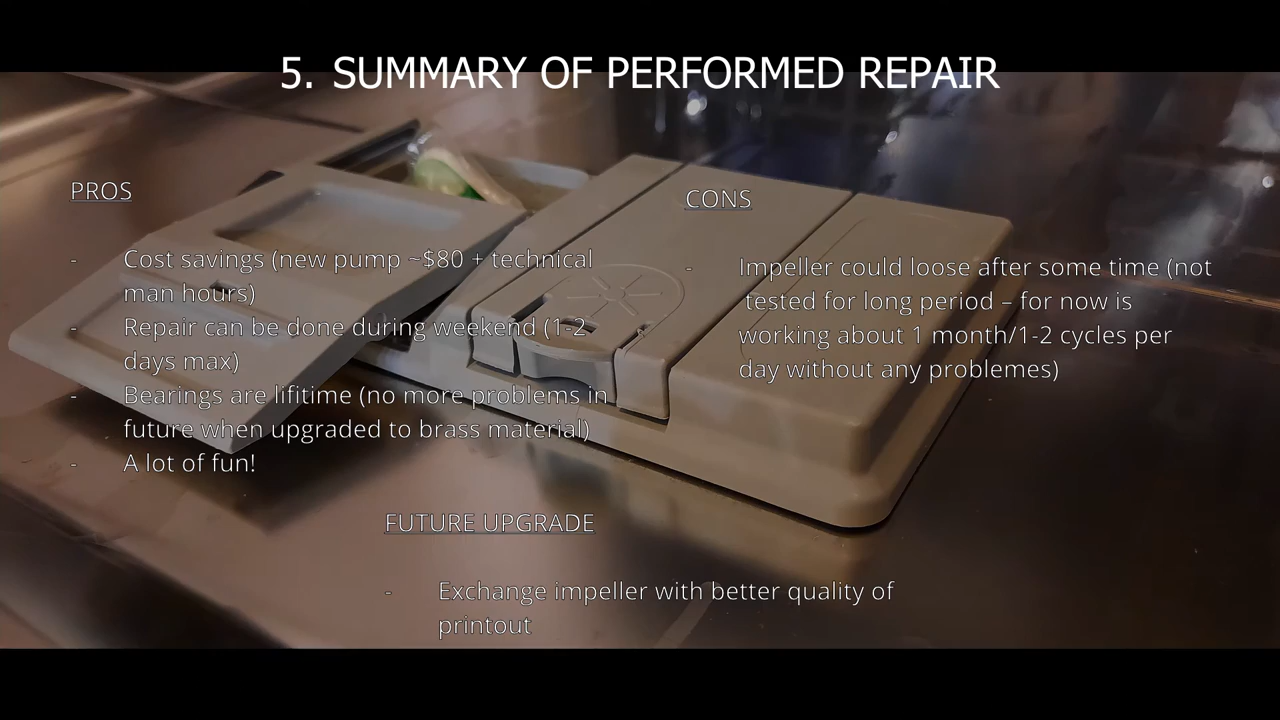 5. SUMMARY OF PERFORMED REPAIR
PROS
- Cost savings (new pump ~$80 + technical
man hours)
- Repair can be done during weekend (1-2
days max)
- Bearings are lifitime (no more problems in
future when upgraded to brass material)
- A lot of fun!
CONS
- Impeller could loose after some time (not
tested for long period – for now is
working about 1 month/1-2 cycles per
day without any problemes)
FUTURE UPGRADE
- Exchange impeller with better quality of
printout